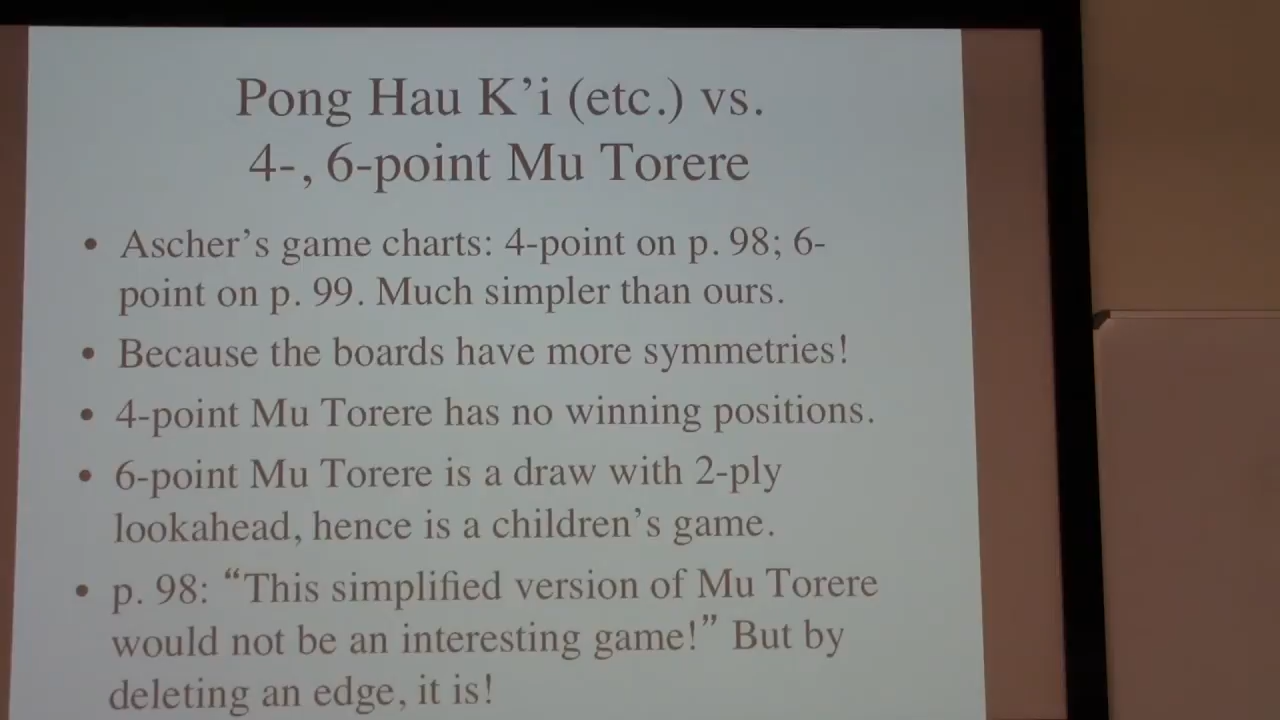 Pong Hau K’i (etc.) vs.
4-, 6-point Mu Torere
• Ascher’s game charts: 4-point on p. 98; 6-
point on p. 99. Much simpler than ours.
• Because the boards have more symmetries!
• 4-point Mu Torere has no winning positions.
• 6-point Mu Torere is a draw with 2-ply
lookahead, hence is a children’s game.
• p. 98: “This simplified version of Mu Torere
would not be an interesting game!” But by
deleting an edge, it is!